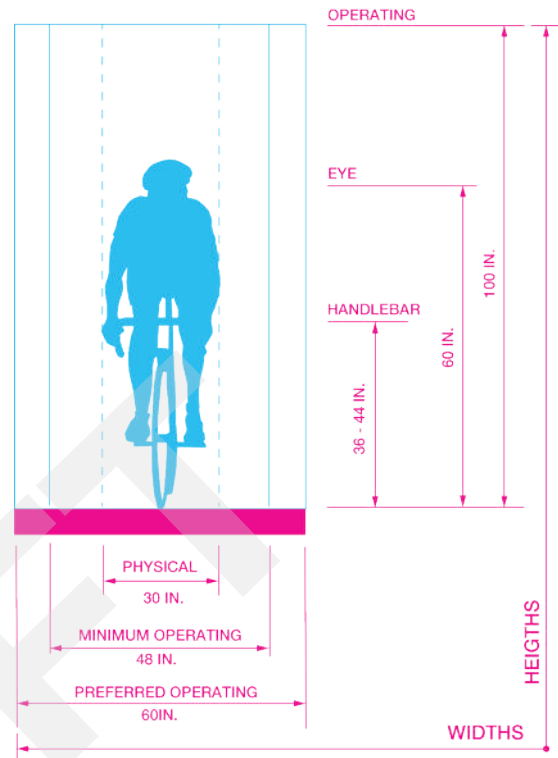 OPERATING
EYE
HANDLEBAR
36 - 44 IN.
60 IN.
100 IN.
PHYSICAL
30 IN.
MINIMUM OPERATING
48 IN.
PREFERRED OPERATING
60IN.
HEIGTHS
WIDTHS